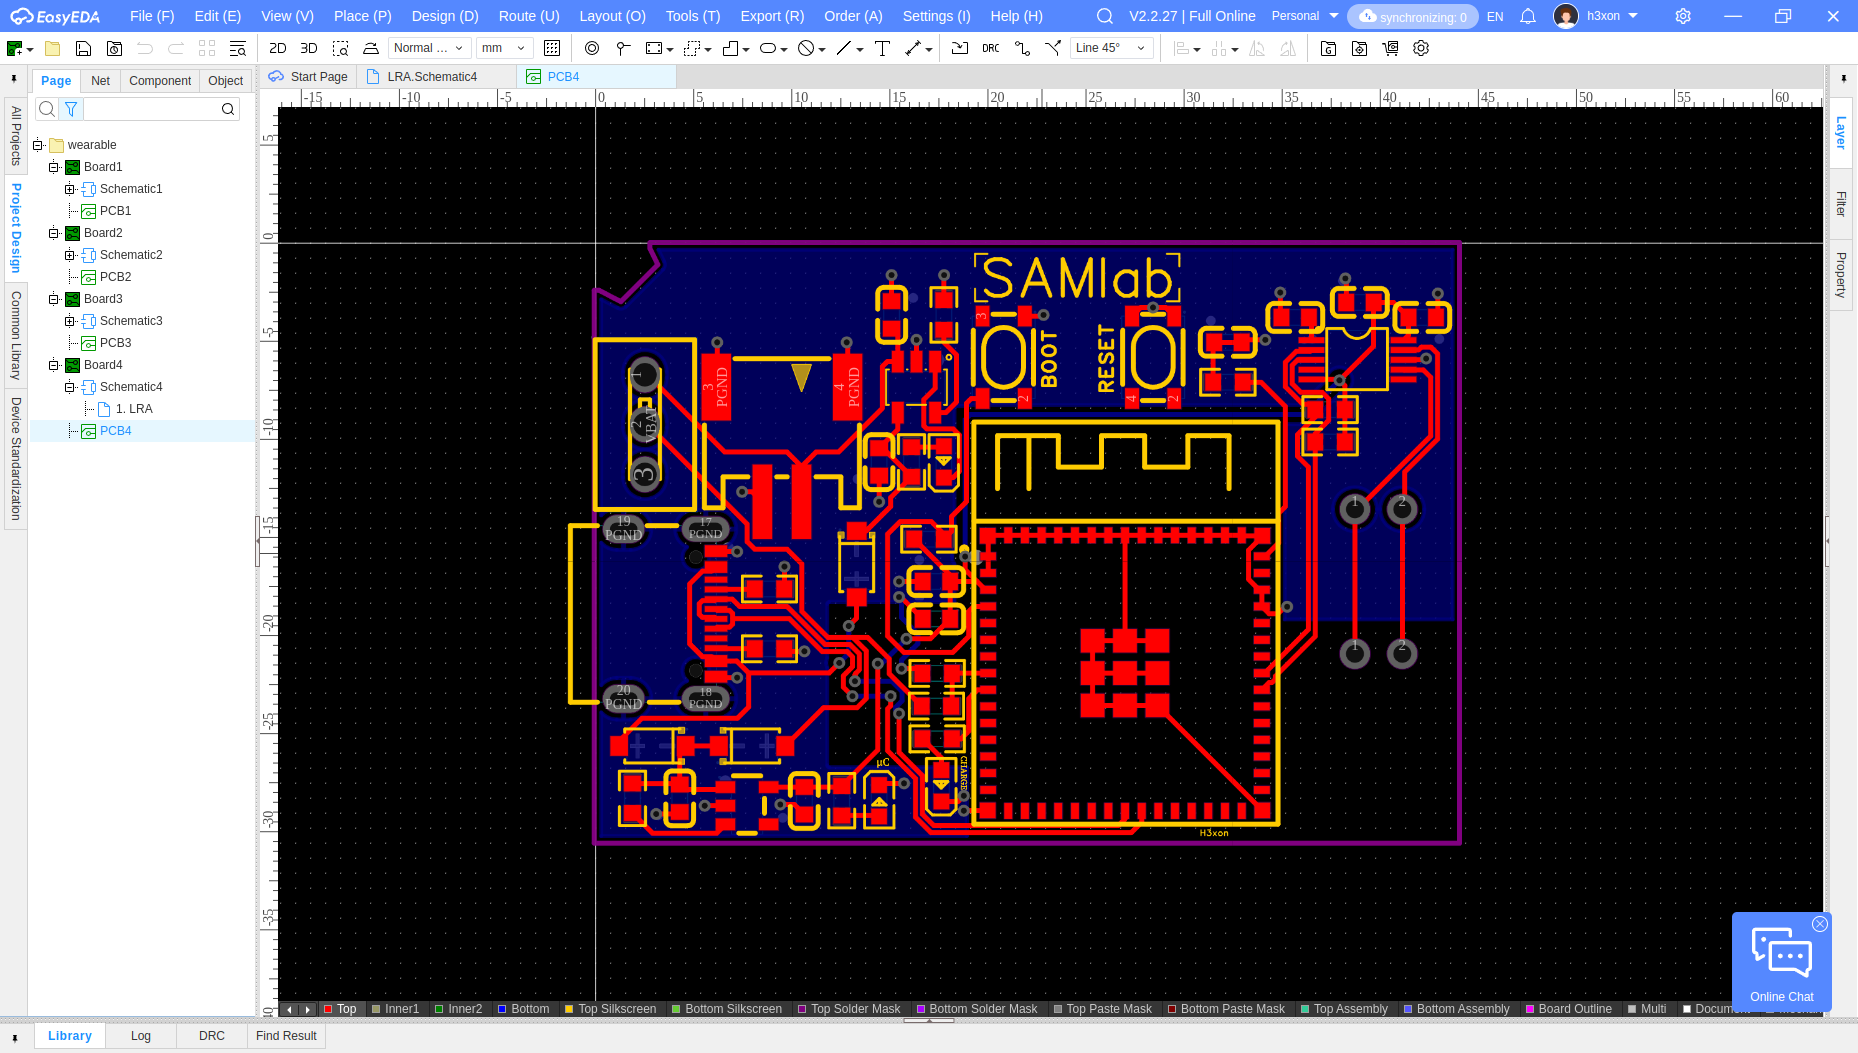 EasyEDA File (F) Edit (E) View (V) Place (P) Design (D) Route (U) Layout (O) Tools (T) Export (R) Order (A) Settings (I) Help (H) V2.2.27 | Full Online Personal synchronizing: 0 EN h3xon
2D 3D Normal ... mm DRC Line 45°
Page Net Component Object
Start Page LRA.Schematic4 PCB4
-15 -10 -5 0 5 10 15 20 25 30 35 40 45 50 55 60
All Projects
Project Design
Common Library
Device Standardization
wearable
Board1
Schematic1
PCB1
Board2
Schematic2
PCB2
Board3
Schematic3
PCB3
Board4
Schematic4
1. LRA
PCB4
5
0
-5
-10
-15
-20
-25
-30
-35
SAMlab
3
BOOT
2
RESET
4
2
1
2
VBAT
3
3
PGND
4
PGND
19
PGND
17
PGND
20
PGND
18
PGND
1
2
1
2
µC
CHARGE
H3xon
Layer
Filter
Property
Online Chat
Top Inner1 Inner2 Bottom Top Silkscreen Bottom Silkscreen Top Solder Mask Bottom Solder Mask Top Paste Mask Bottom Paste Mask Top Assembly Bottom Assembly Board Outline Multi
Library Log DRC Find Result